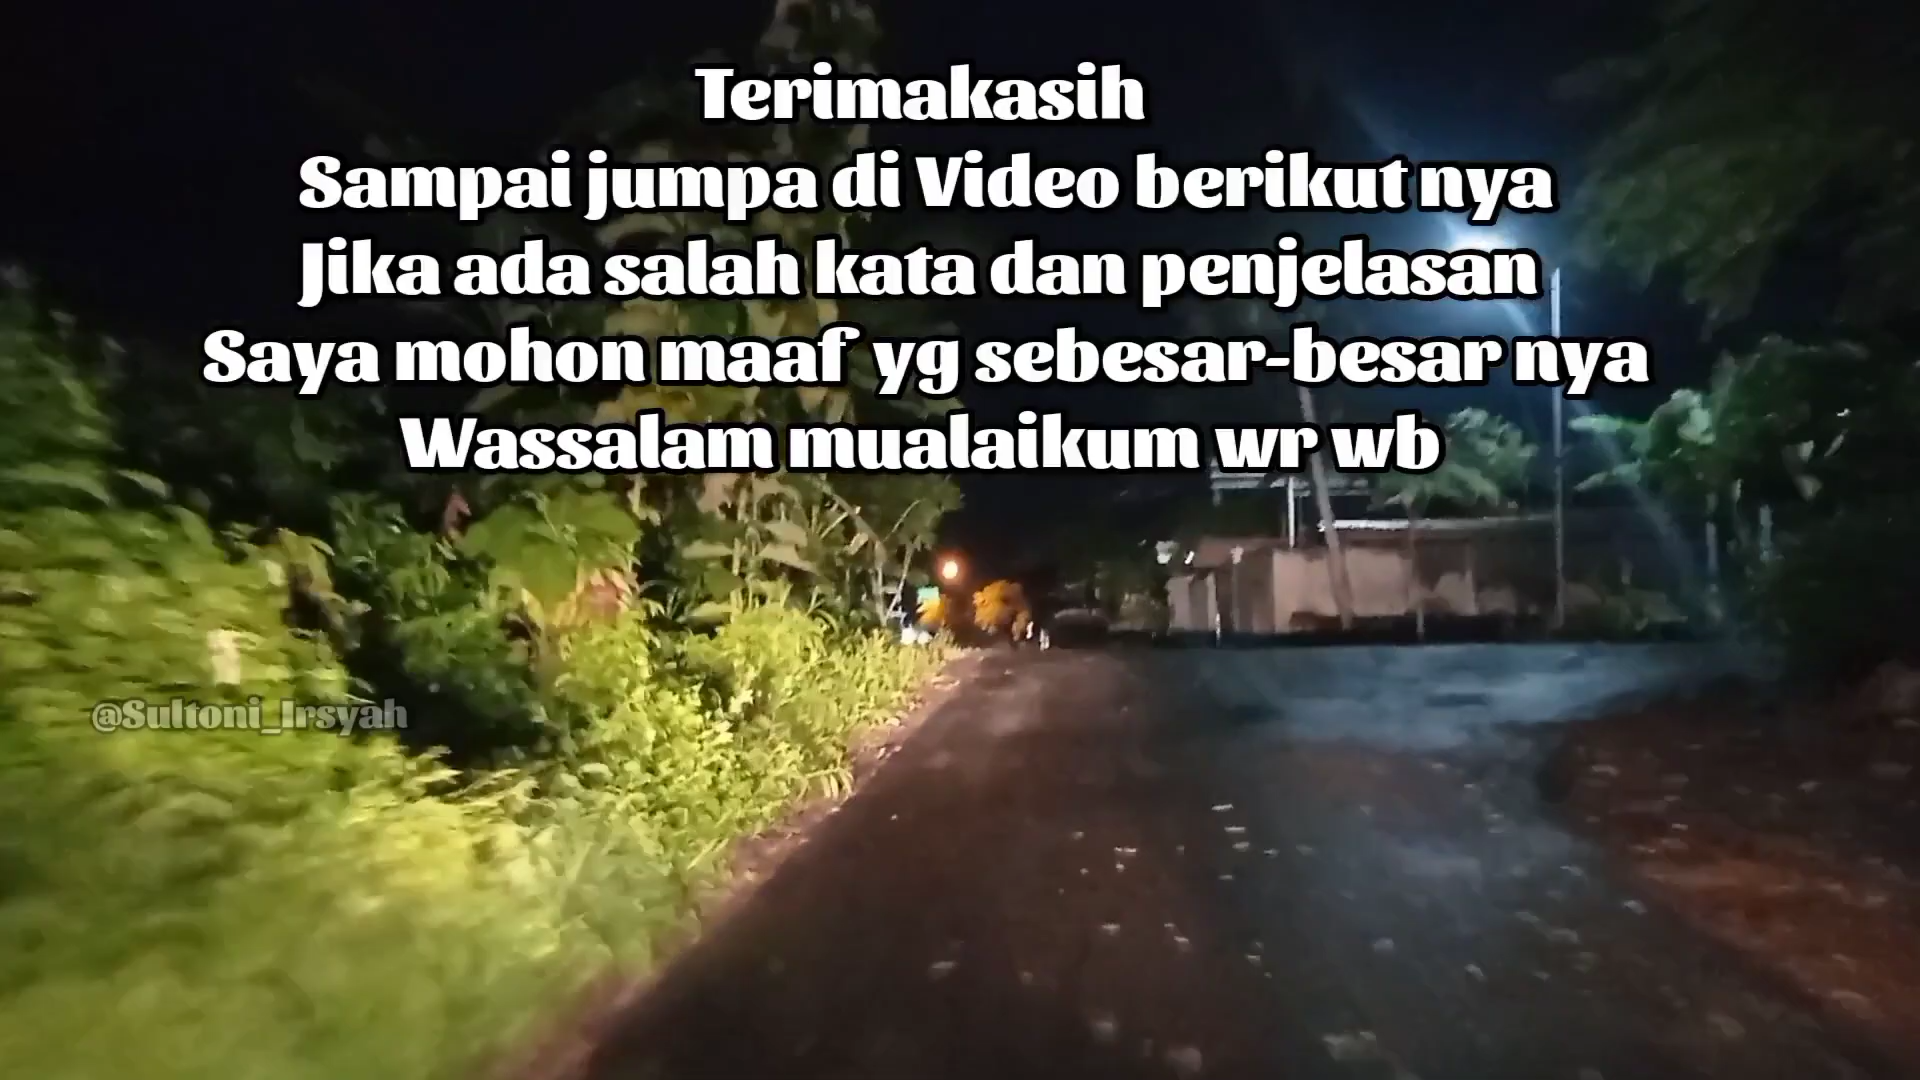 Terimakasih
Sampai jumpa di Video berikut nya
Jika ada salah kata dan penjelasan
Saya mohon maaf yg sebesar-besar nya
Wassalam mualaikum wr wb
@Sultoni_Irsyah